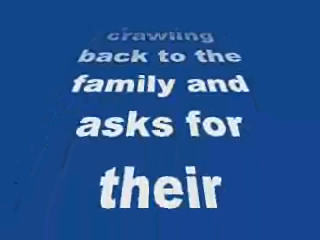 crawling
back to the
family and
asks for
their